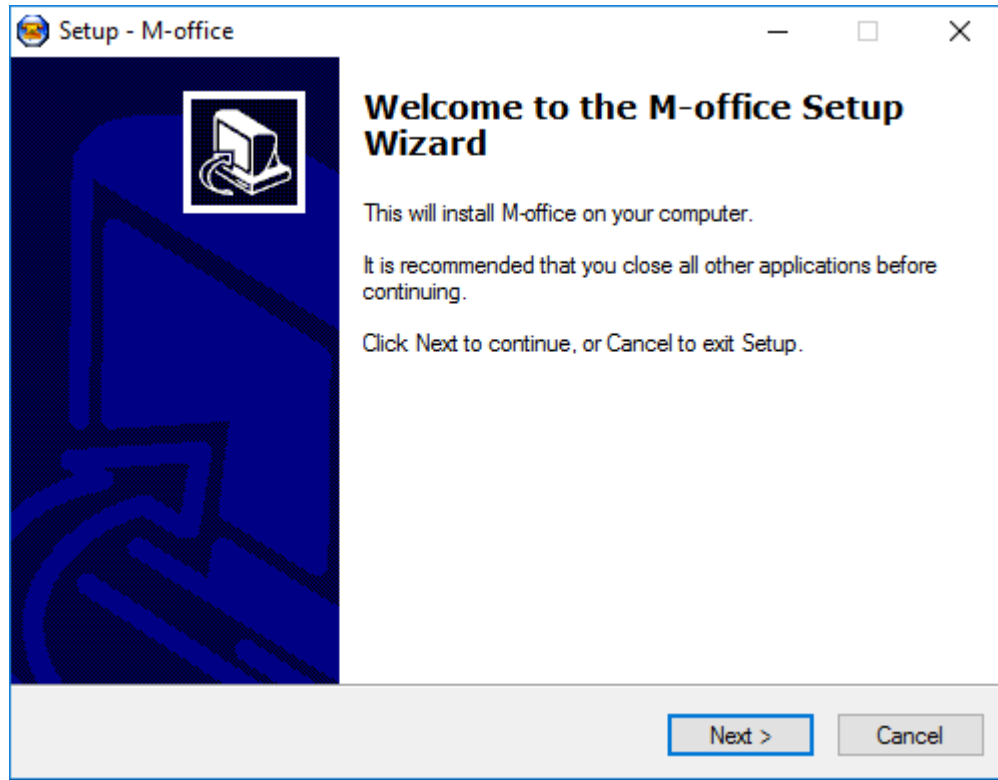 Setup - M-office
Welcome to the M-office Setup
Wizard
This will install M-office on your computer.
It is recommended that you close all other applications before
continuing.
Click Next to continue, or Cancel to exit Setup.
Next >
Cancel